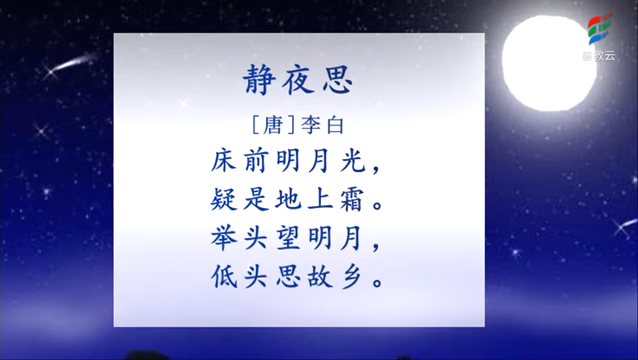 静夜思
[唐]李白
床前明月光，
疑是地上霜。
举头望明月，
低头思故乡。